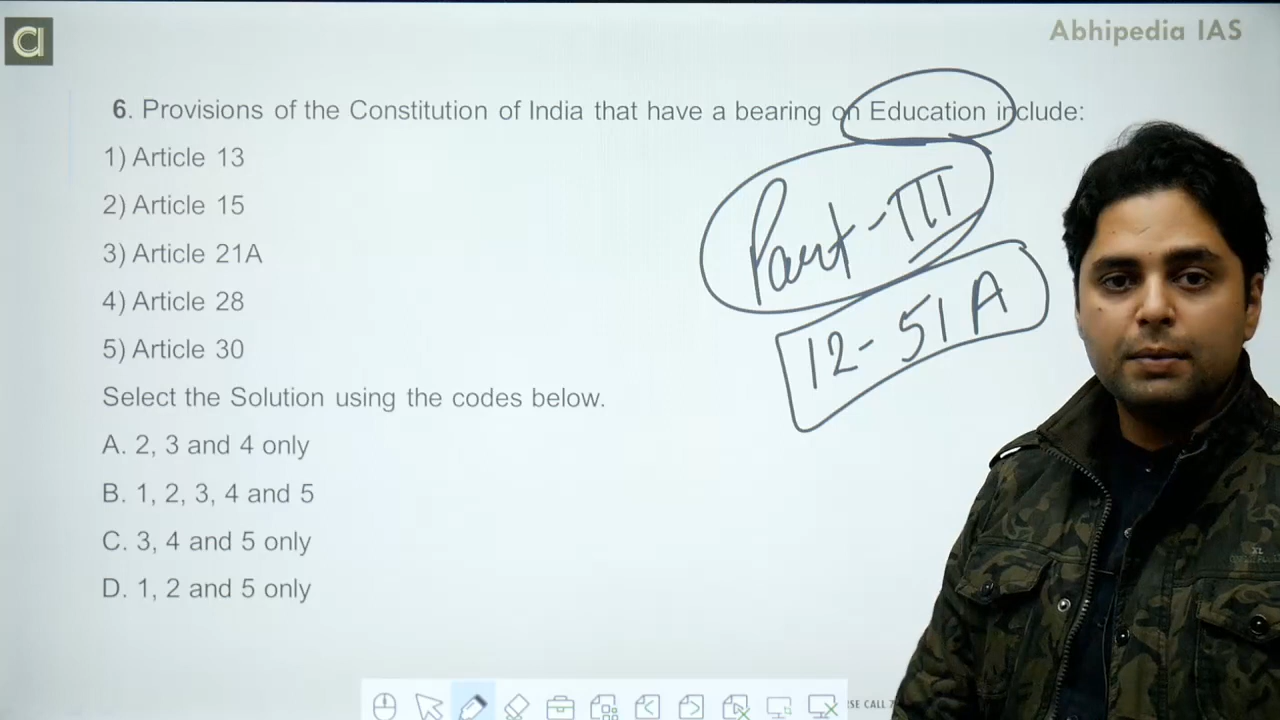 Abhipedia IAS
6. Provisions of the Constitution of India that have a bearing on Education include:
1) Article 13
2) Article 15
3) Article 21A
4) Article 28
5) Article 30
Select the Solution using the codes below.
A. 2, 3 and 4 only
B. 1, 2, 3, 4 and 5
C. 3, 4 and 5 only
D. 1, 2 and 5 only
Part-III
12-51A
CALL
XL